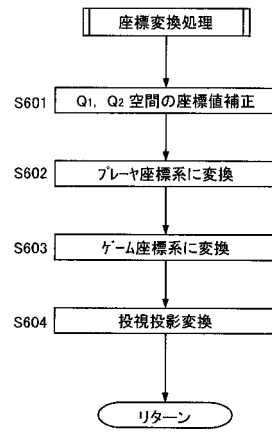 座標変換処理
S601 Q₁, Q₂ 空間の座標値補正
S602 プレーヤ座標系に変換
S603 ゲーム座標系に変換
S604 投視投影変換
リターン